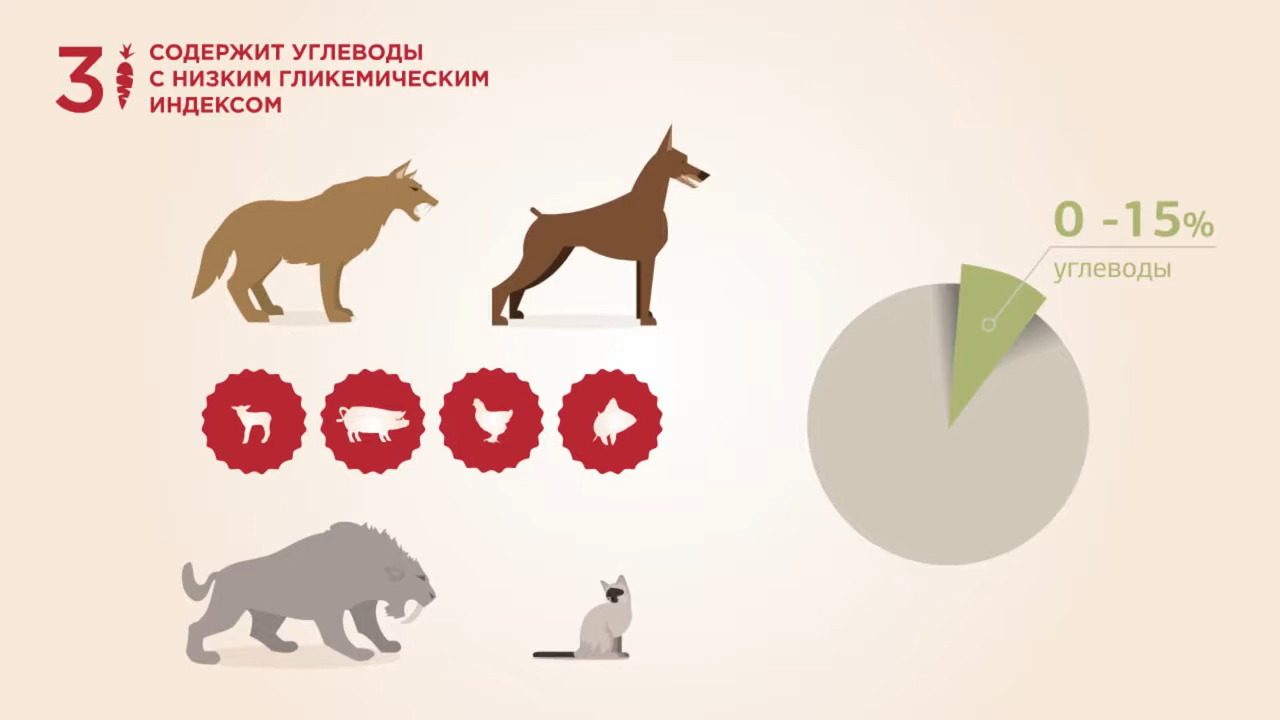 3
СОДЕРЖИТ УГЛЕВОДЫ
С НИЗКИМ ГЛИКЕМИЧЕСКИМ
ИНДЕКСОМ
0 -15%
углеводы